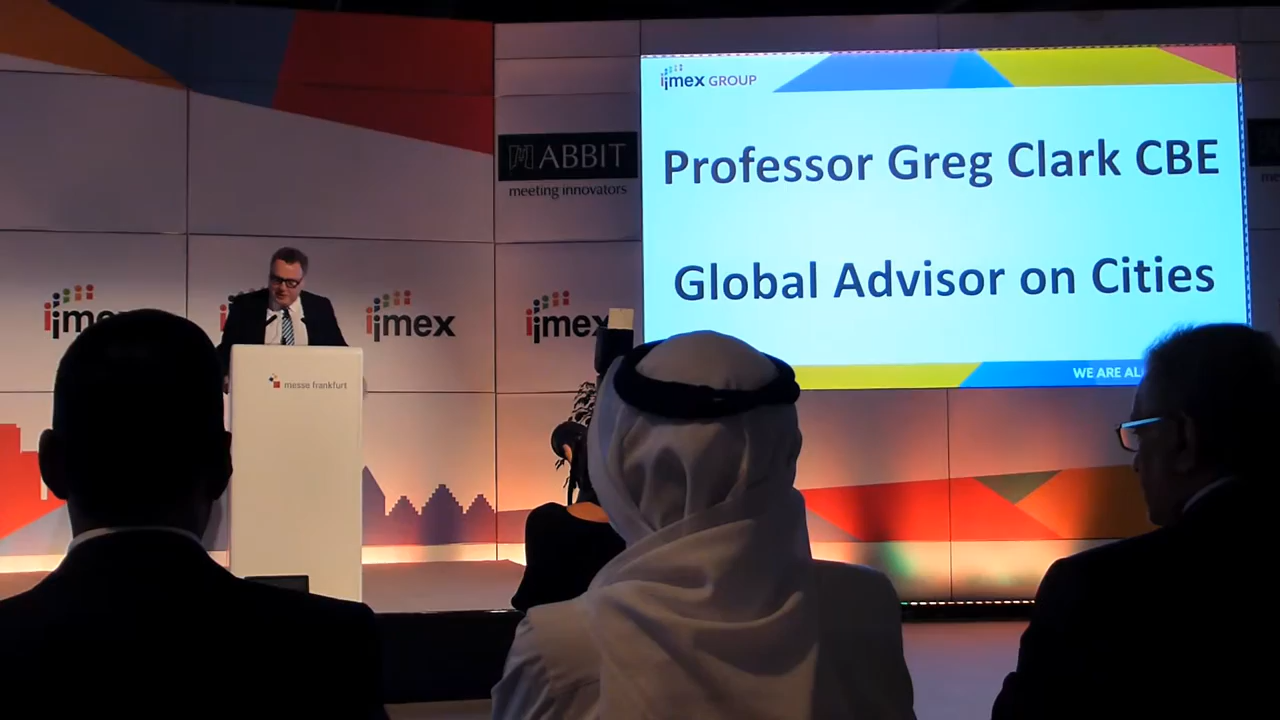 imex GROUP
Professor Greg Clark CBE
Global Advisor on Cities
WE ARE AL
ABBIT
meeting innovators
imex
imex
imex
messe frankfurt